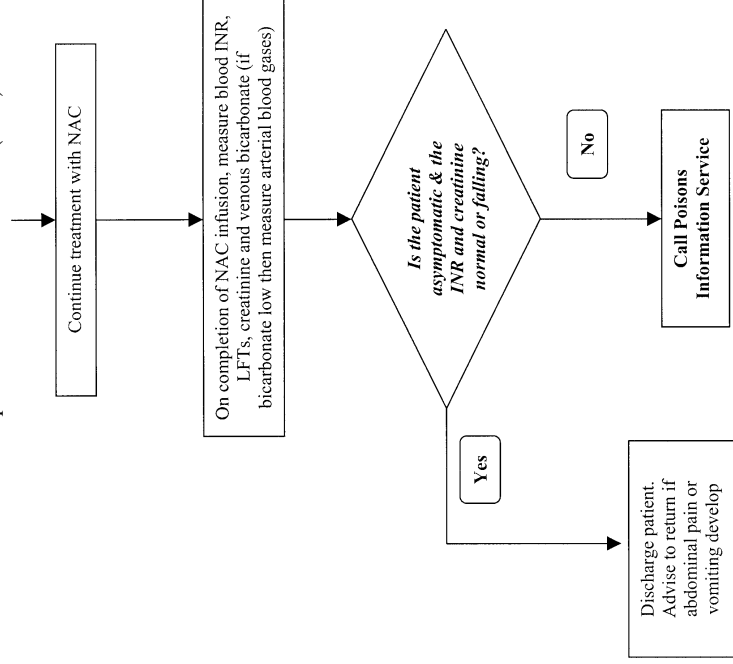 Continue treatment with NAC
On completion of NAC infusion, measure blood INR,
LFTs, creatinine and venous bicarbonate (if
bicarbonate low then measure arterial blood gases)
Is the patient
asymptomatic & the
INR and creatinine
normal or falling?
Yes
No
Discharge patient.
Advise to return if
abdominal pain or
vomiting develop
Call Poisons
Information Service